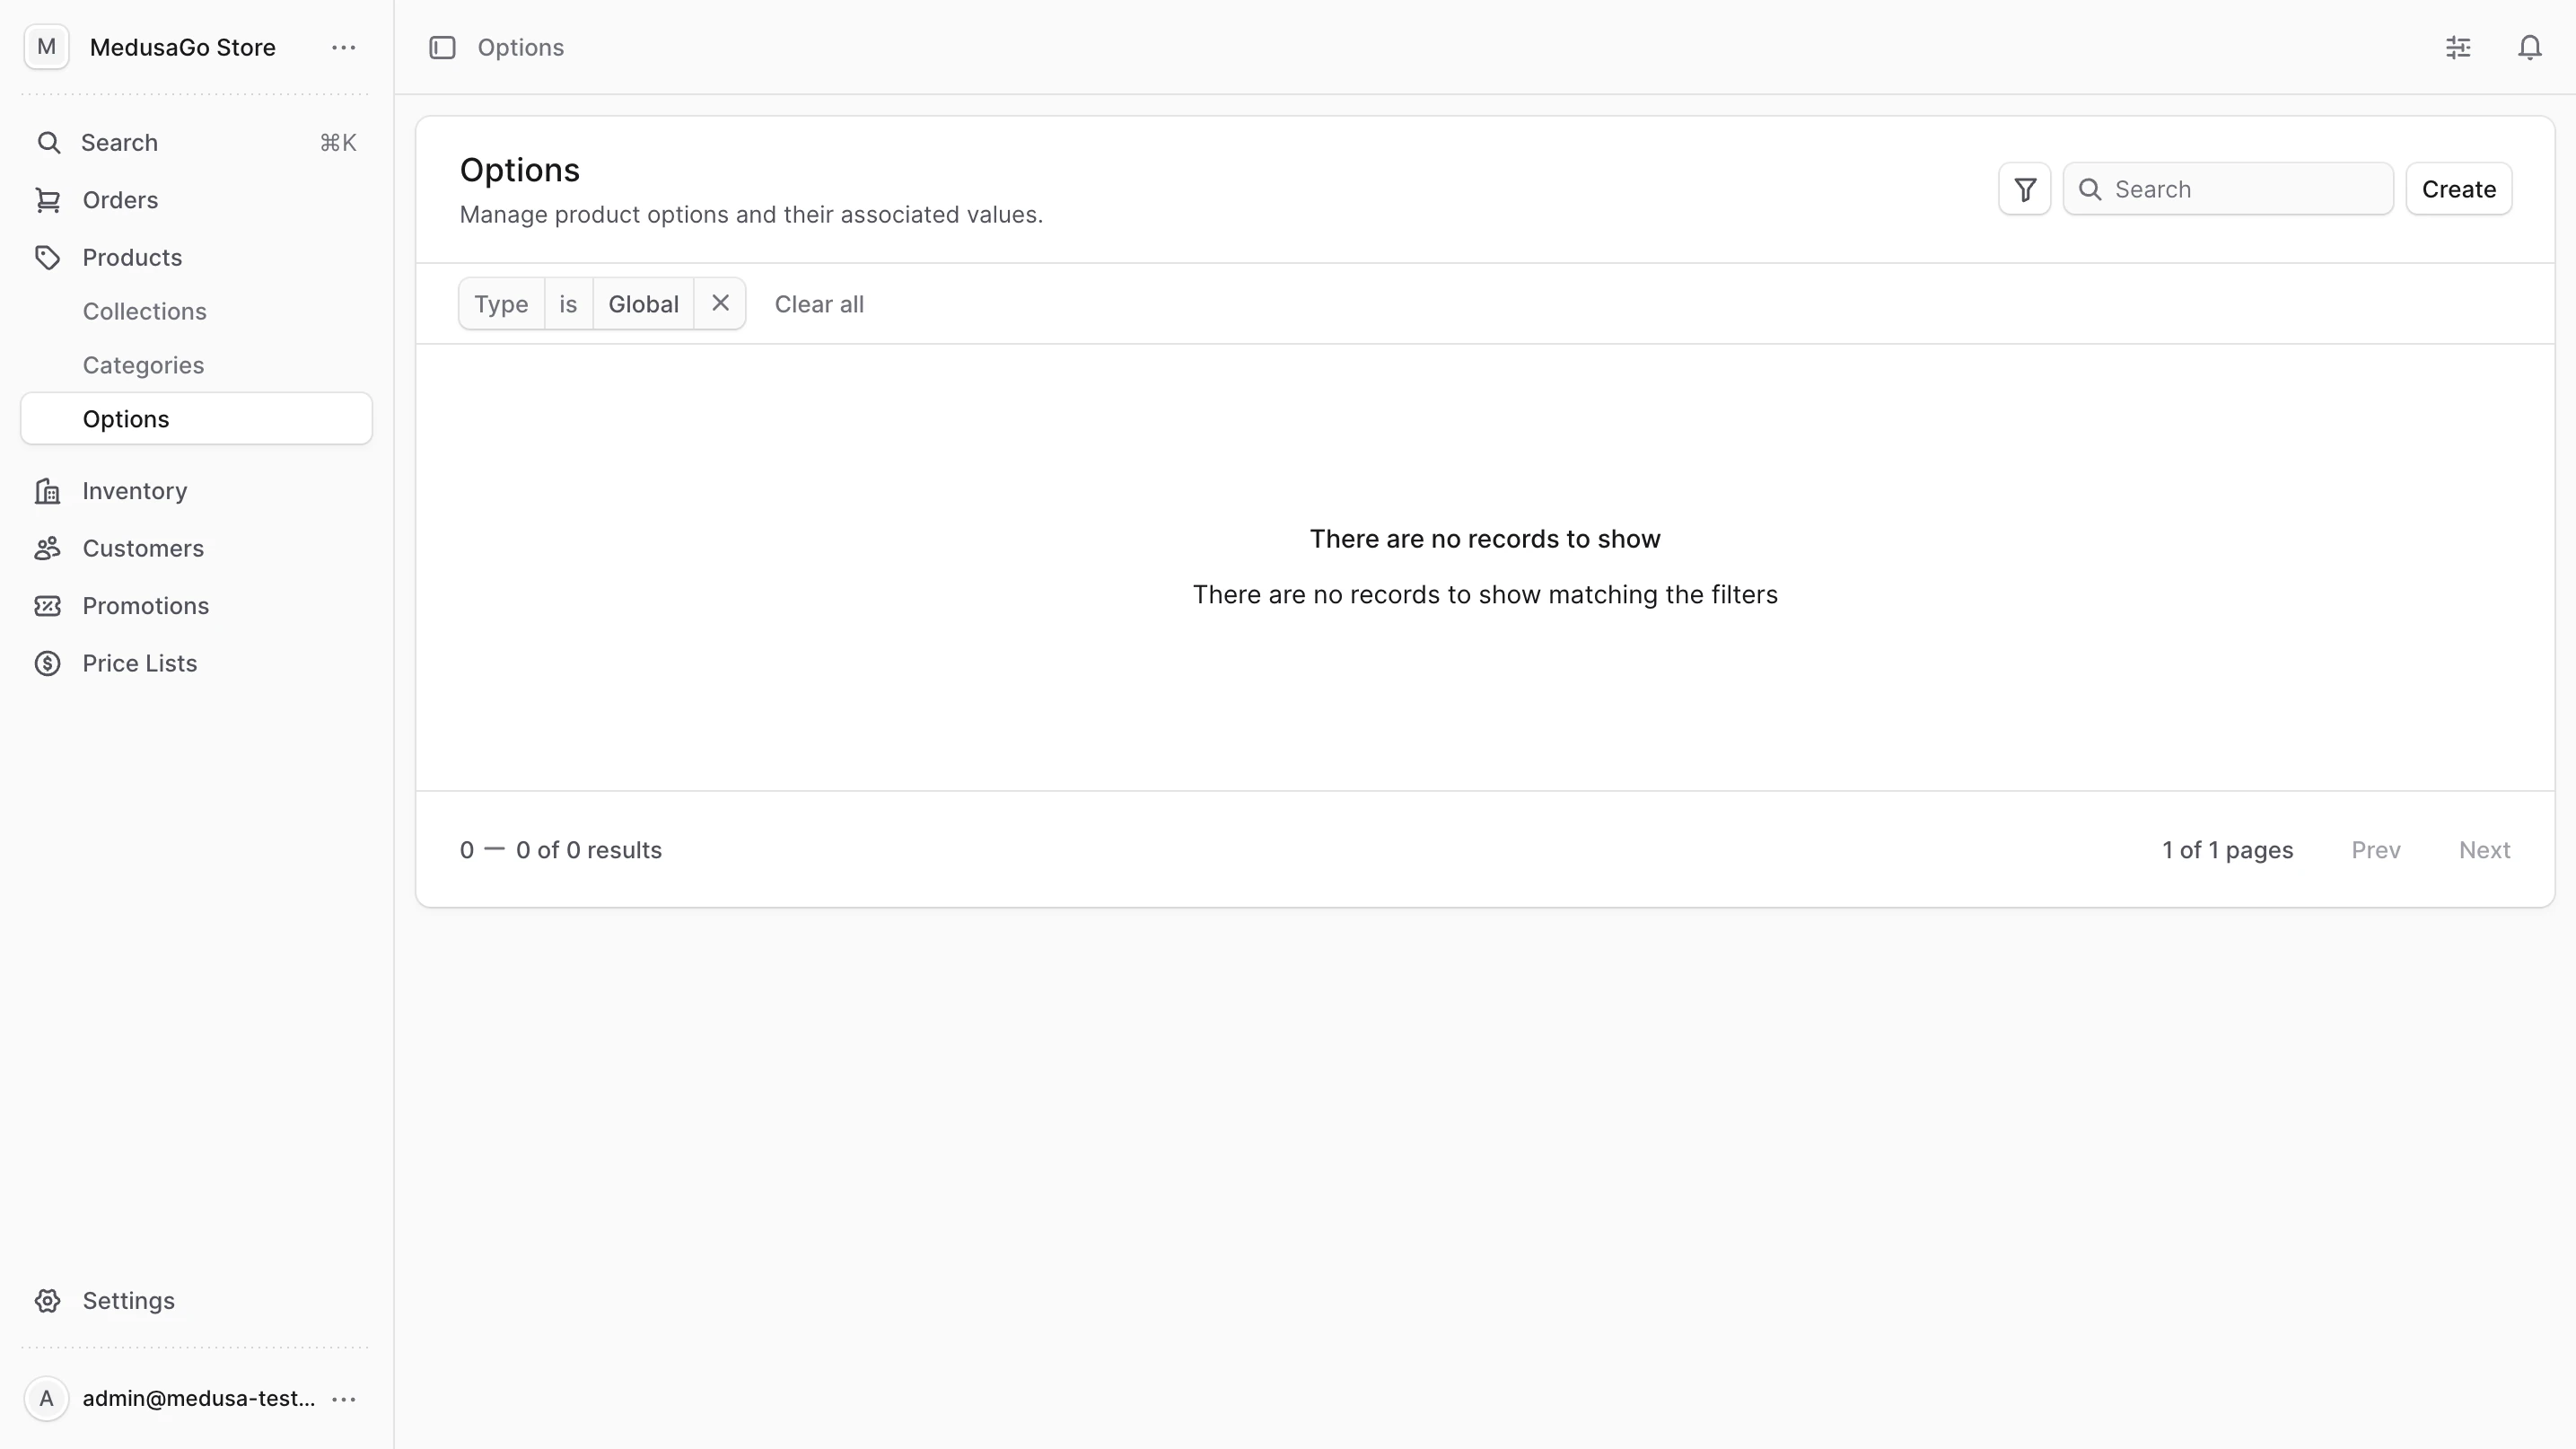 M MedusaGo Store
Search ⌘K
Orders
Products
Collections
Categories
Options
Inventory
Customers
Promotions
Price Lists
Settings
A admin@medusa-test...
Options
Options
Manage product options and their associated values.
Search
Create
Type is Global
Clear all
There are no records to show
There are no records to show matching the filters
0 — 0 of 0 results
1 of 1 pages
Prev
Next